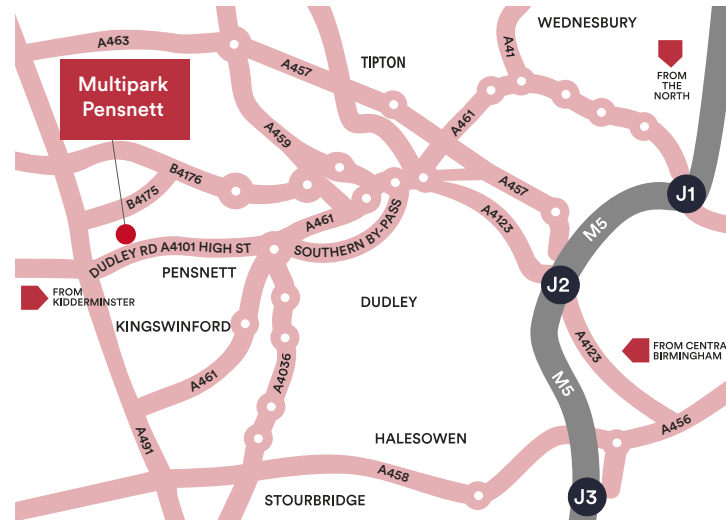 WEDNESBURY
A463
A41
A457
TIPTON
FROM
THE
NORTH
Multipark
Pensnett
A461
A459
B4176
A457
J1
B4175
A461
SOUTHERN BY-PASS
A4123
M5
DUDLEY RD A4101 HIGH ST
PENSNETT
J2
FROM
KIDDERMINSTER
DUDLEY
KINGSWINFORD
A4123
FROM CENTRA
BIRMINGHAM
A461
A4036
M5
A456
A491
HALESOWEN
A458
STOURBRIDGE
J3